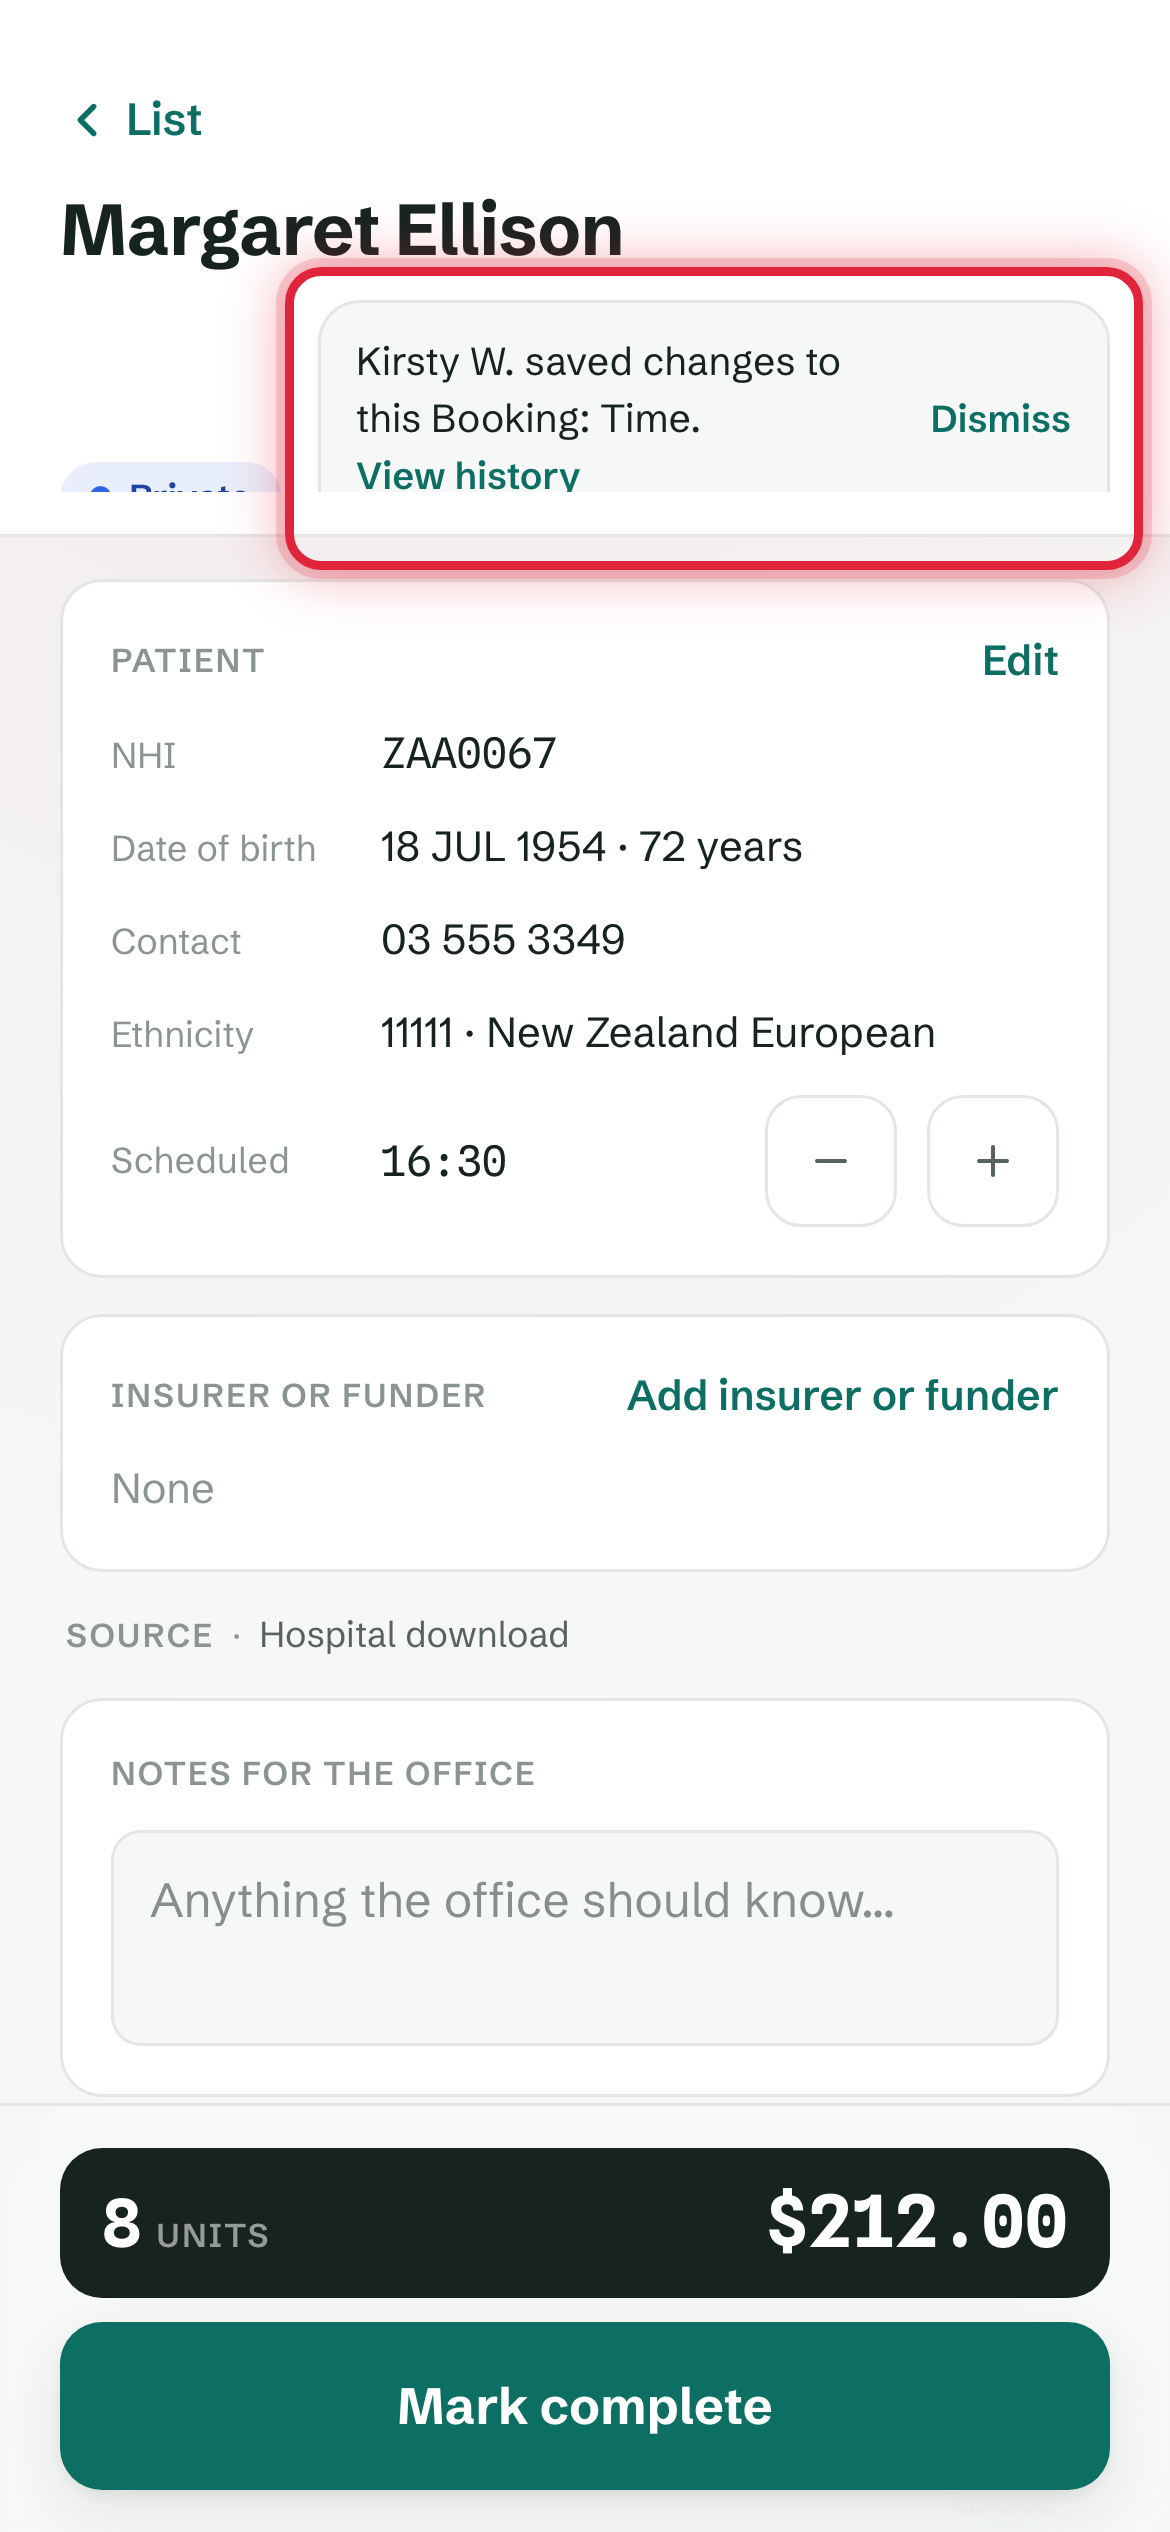 List
Margaret Ellison
Kirsty W. saved changes to
this Booking: Time.
Dismiss
View history
Private
PATIENT
Edit
NHI ZAA0067
Date of birth 18 JUL 1954 · 72 years
Contact 03 555 3349
Ethnicity 11111 · New Zealand European
Scheduled 16:30 − +
INSURER OR FUNDER
Add insurer or funder
None
SOURCE · Hospital download
NOTES FOR THE OFFICE
Anything the office should know...
8 UNITS $212.00
Mark complete